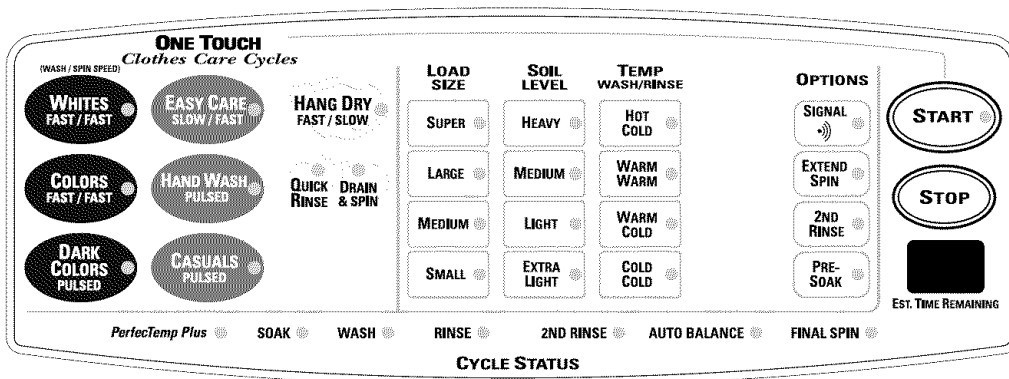 ONE TOUCH
Clothes Care Cycles
(WASH / SPIN SPEED)
WHITES
FAST / FAST
EASY CARE
SLOW / FAST
HANG DRY
FAST / SLOW
COLORS
FAST / FAST
HAND WASH
PULSED
QUICK
RINSE
DRAIN
& SPIN
DARK
COLORS
PULSED
CASUALS
PULSED
LOAD
SIZE
SUPER
LARGE
MEDIUM
SMALL
SOIL
LEVEL
HEAVY
MEDIUM
LIGHT
EXTRA
LIGHT
TEMP
WASH/RINSE
HOT
COLD
WARM
WARM
WARM
COLD
COLD
COLD
OPTIONS
SIGNAL
EXTEND
SPIN
2ND
RINSE
PRE-
SOAK
START
STOP
EST. TIME REMAINING
PerfecTemp Plus
SOAK
WASH
RINSE
2ND RINSE
AUTO BALANCE
FINAL SPIN
CYCLE STATUS